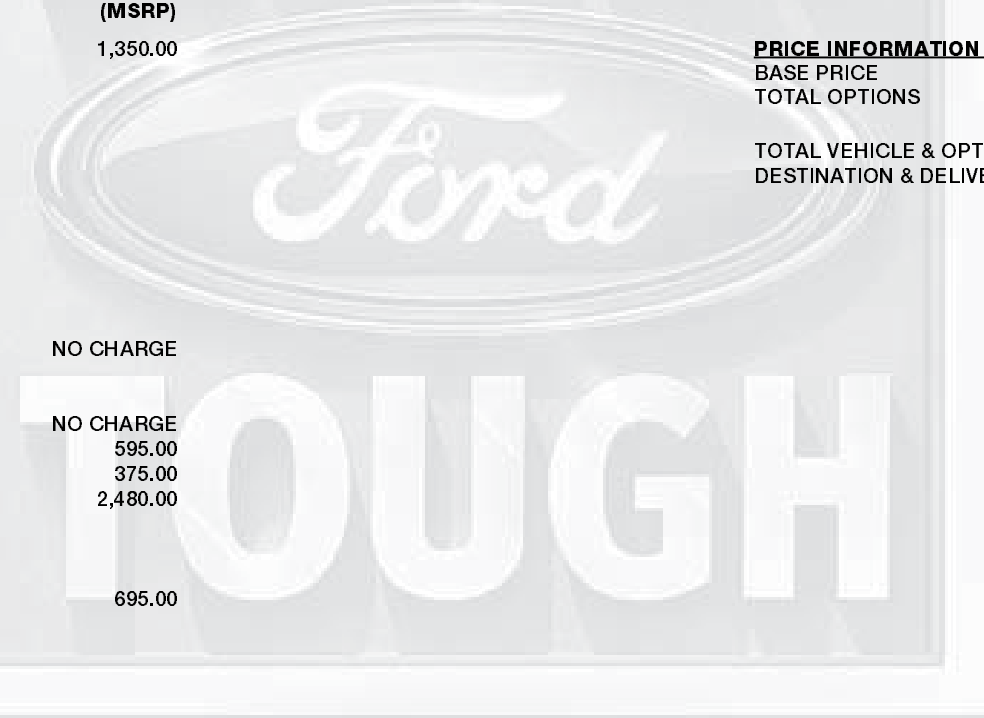 (MSRP)
1,350.00
NO CHARGE
NO CHARGE
595.00
375.00
2,480.00
695.00
PRICE INFORMATION
BASE PRICE
TOTAL OPTIONS
TOTAL VEHICLE & OPT
DESTINATION & DELIVE
Ford
TOUGH